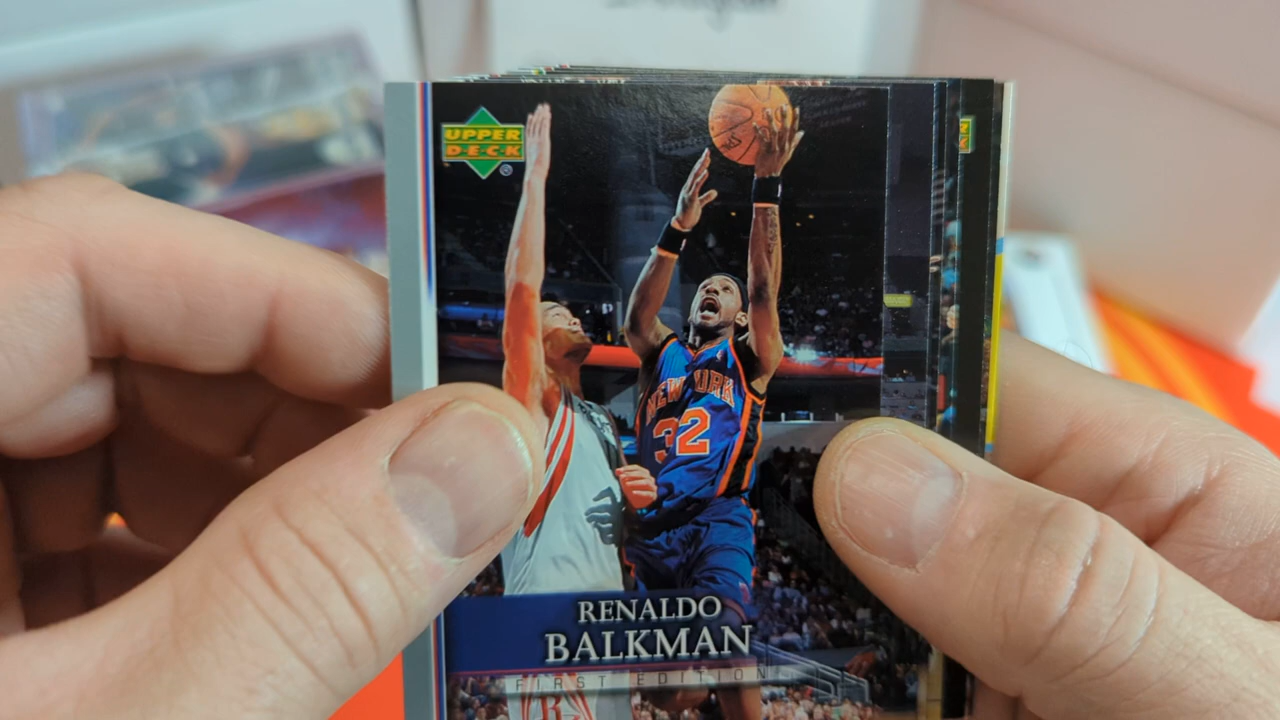 UPPER
DECK
NEW YORK
32
RENALDO
BALKMAN
FIRST EDITION